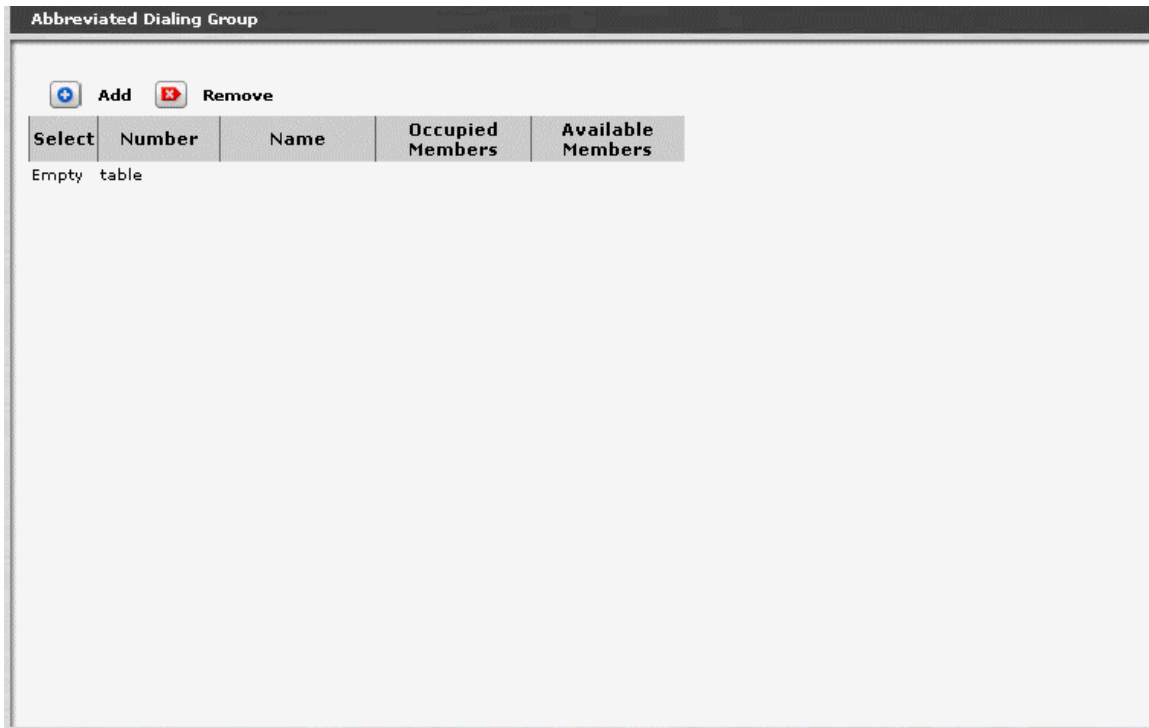 Abbreviated Dialing Group
Add Remove
Select Number Name Occupied Members Available Members
Empty table